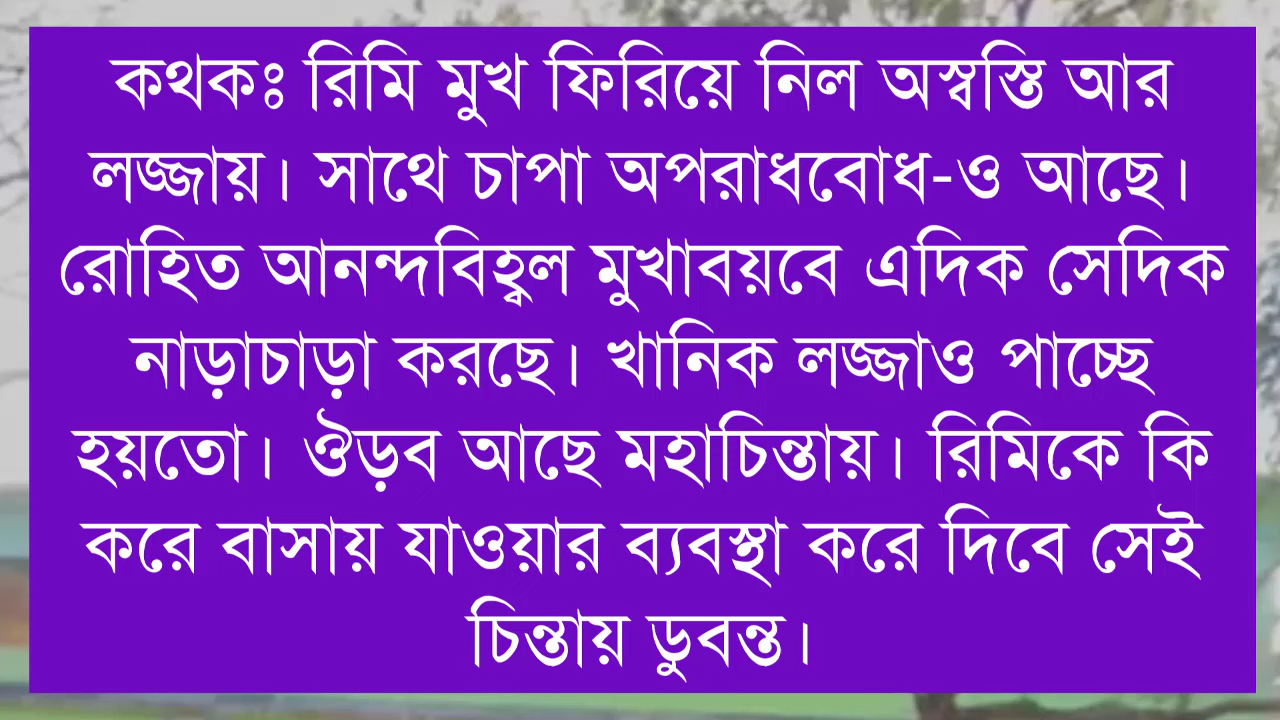 কথকঃ রিমি মুখ ফিরিয়ে নিল অস্বস্তি আর
লজ্জায়। সাথে চাপা অপরাধবোধ-ও আছে।
রোহিত আনন্দবিহ্বল মুখাবয়বে এদিক সেদিক
নাড়াচাড়া করছে। খানিক লজ্জাও পাচ্ছে
হয়তো। ঔড়ব আছে মহাচিন্তায়। রিমিকে কি
করে বাসায় যাওয়ার ব্যবস্থা করে দিবে সেই
চিন্তায় ডুবন্ত।